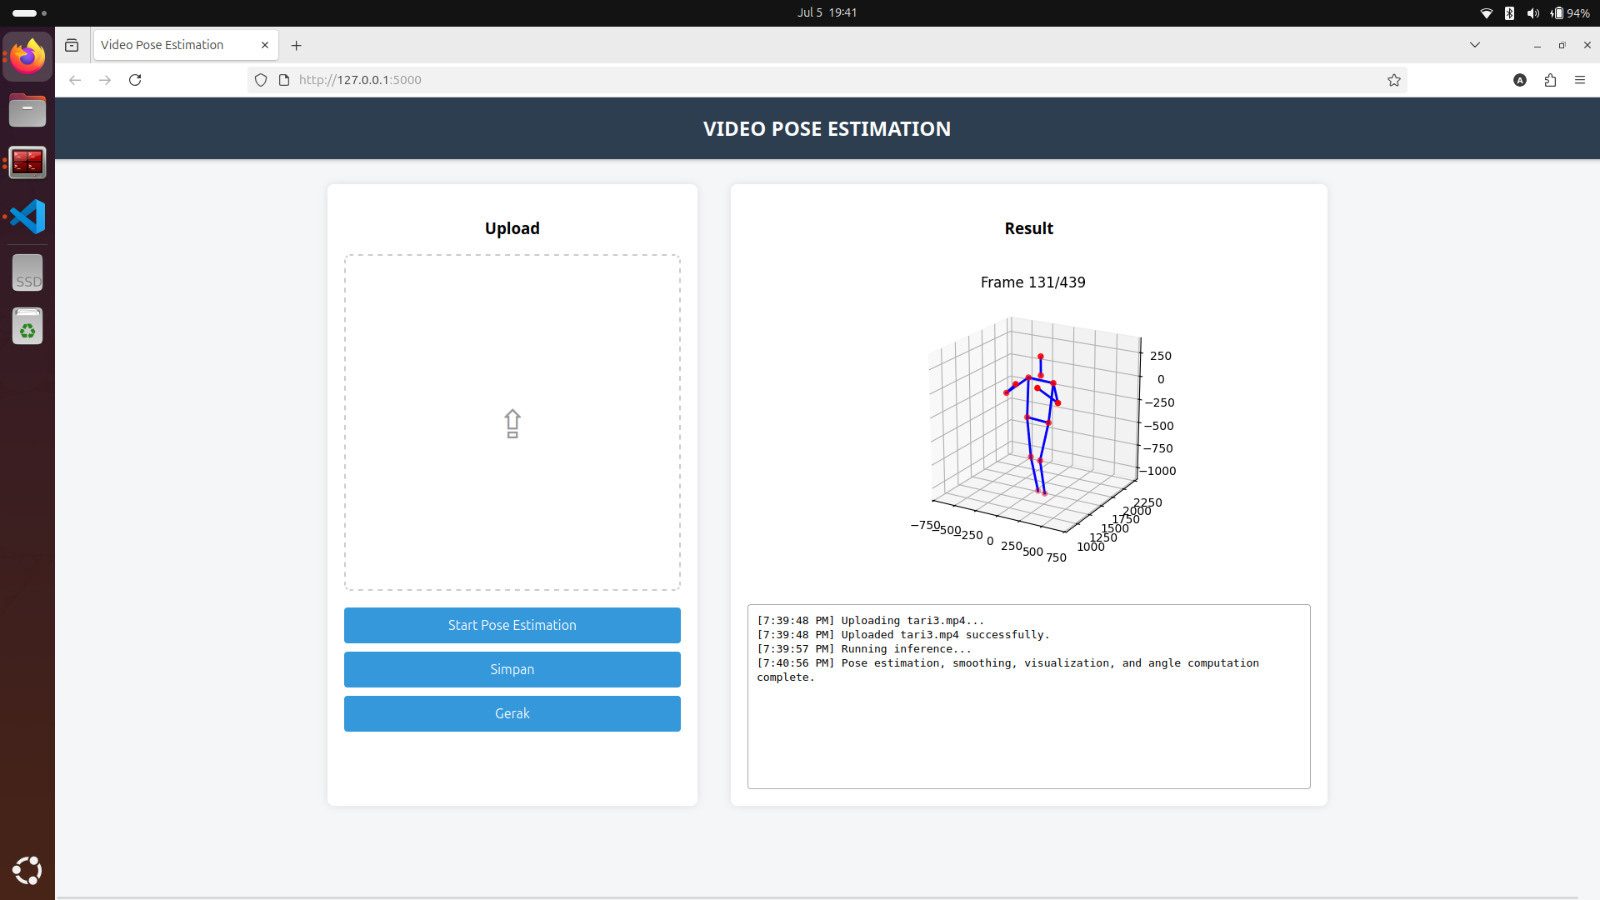 Jul 5 19:41
94%
Video Pose Estimation
http://127.0.0.1:5000
A
VIDEO POSE ESTIMATION
SSD
Upload
Start Pose Estimation
Simpan
Gerak
Result
Frame 131/439
250
0
−250
−500
−750
−1000
2250
2000
1750
1500
1250
1000
−750
−500
−250
0
250
500
750
[7:39:48 PM] Uploading tari3.mp4...
[7:39:48 PM] Uploaded tari3.mp4 successfully.
[7:39:57 PM] Running inference...
[7:40:56 PM] Pose estimation, smoothing, visualization, and angle computation
complete.